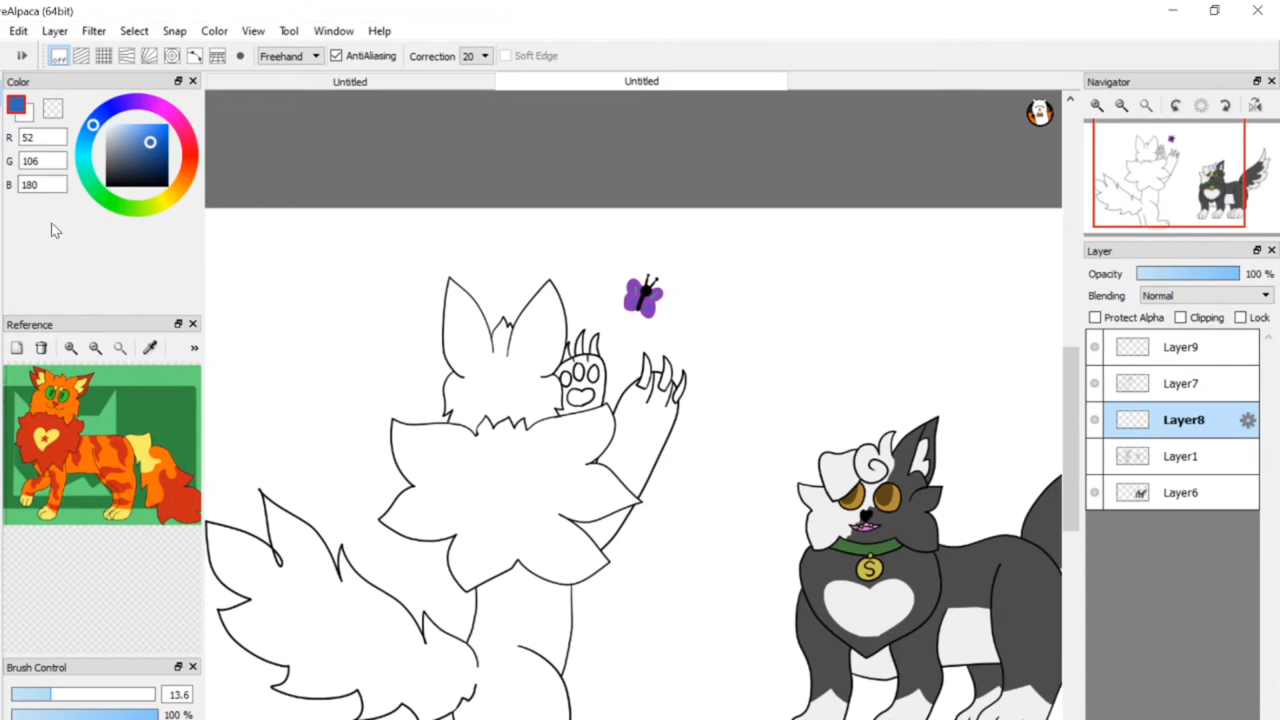 reAlpaca (64bit)
Edit Layer Filter Select Snap Color View Tool Window Help
off Freehand AntiAliasing Correction 20 Soft Edge
Color Untitled Untitled Navigator
R 52
G 106
B 180
Layer
Opacity 100 %
Blending Normal
Protect Alpha Clipping Lock
Reference
Layer9
Layer7
Layer8
Layer1
Layer6
S
Brush Control
13.6
100 %